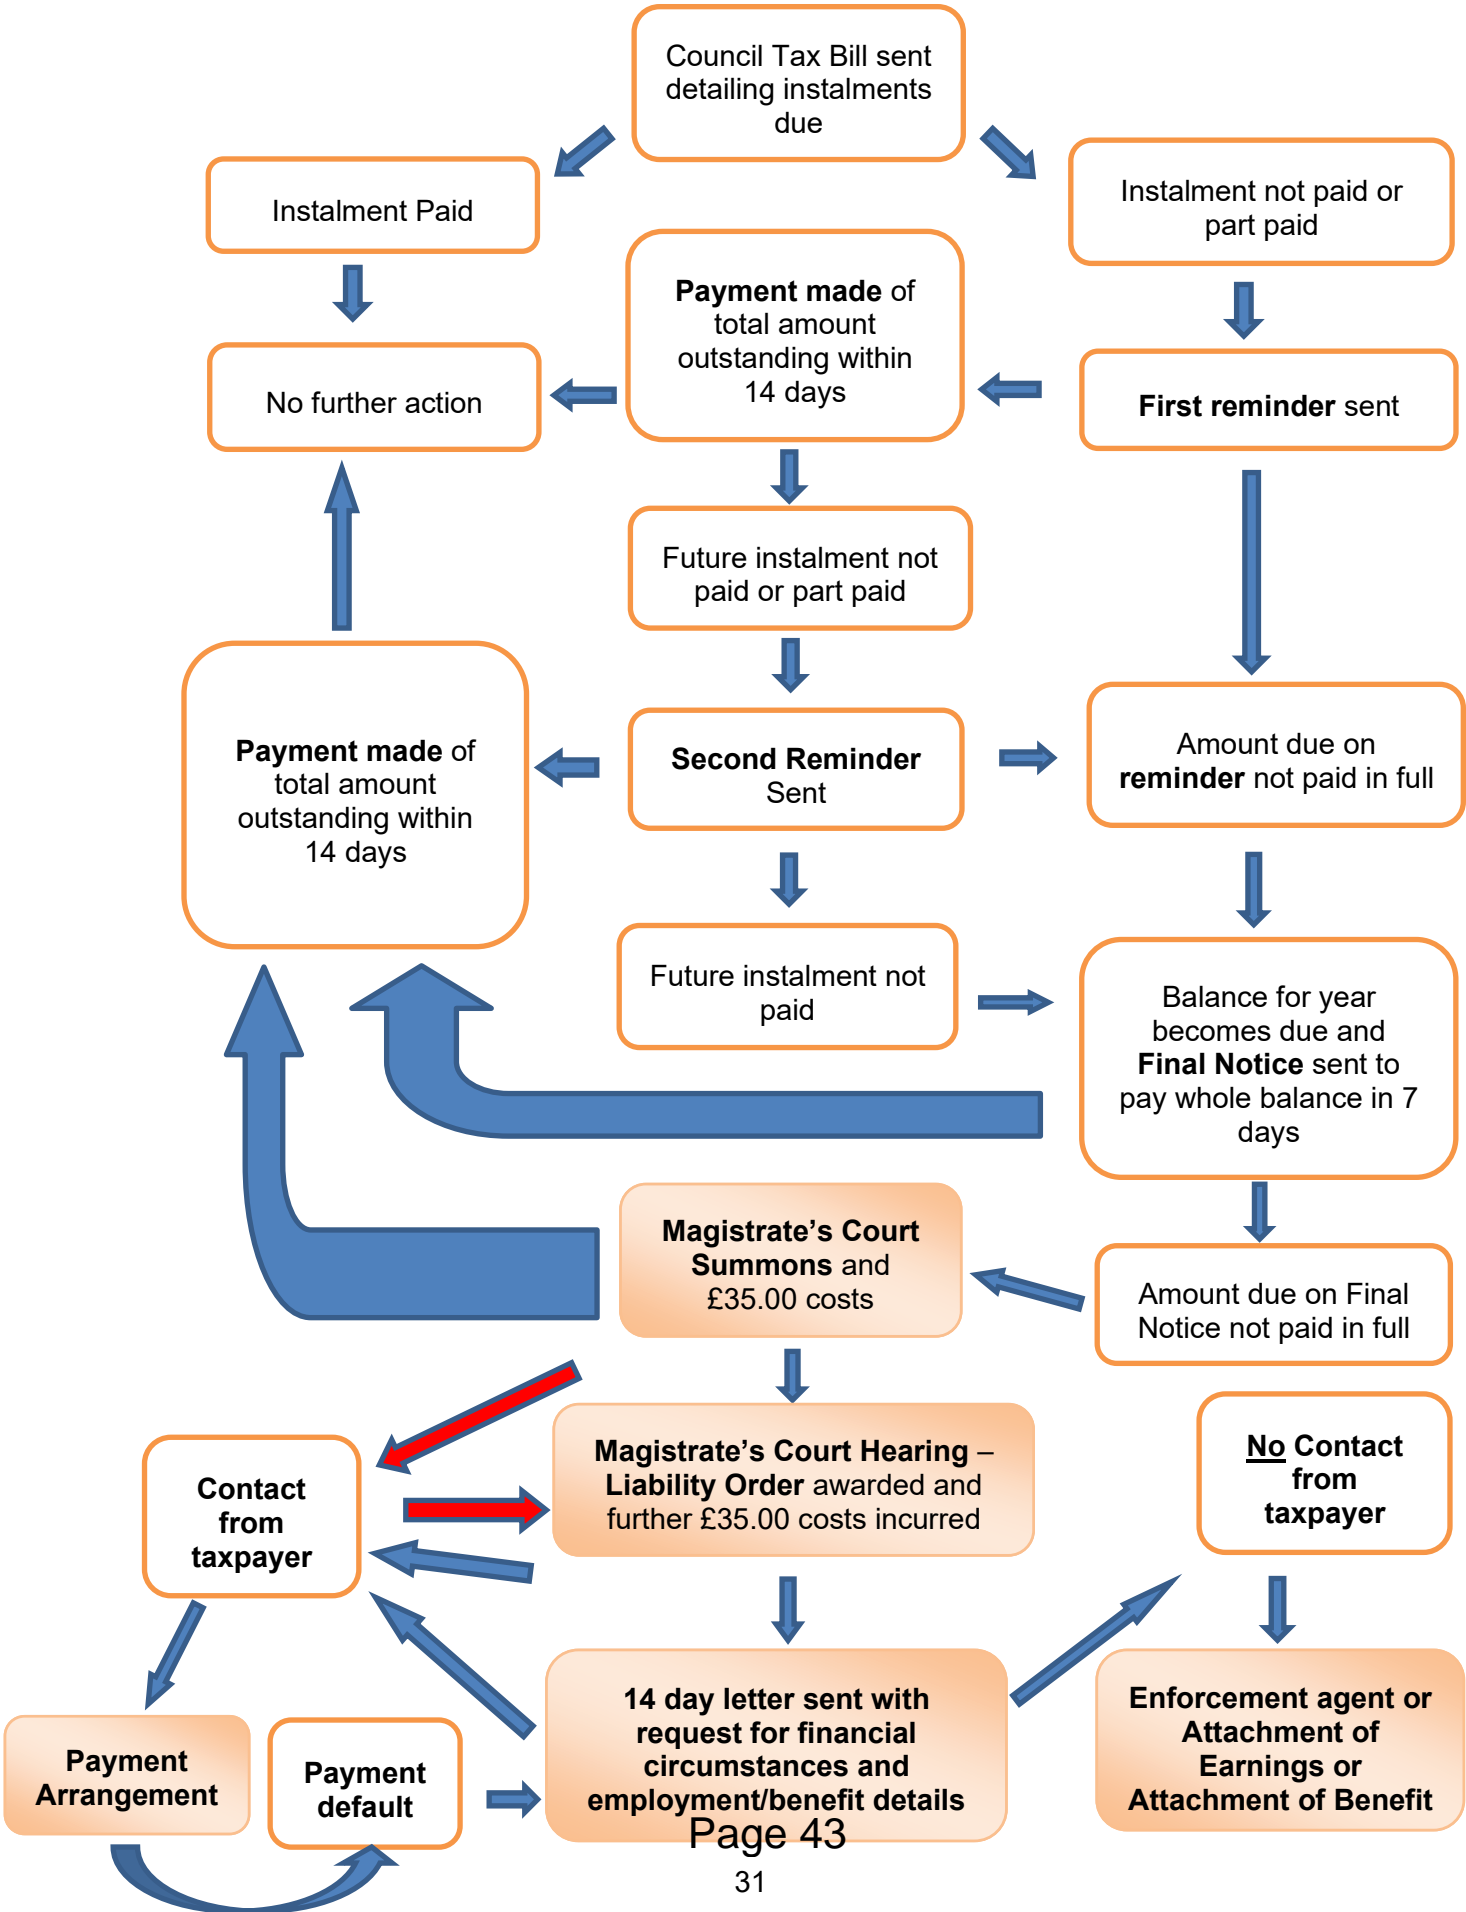 Council Tax Bill sent
detailing instalments
due
Instalment Paid
Instalment not paid or
part paid
Payment made of
total amount
outstanding within
14 days
No further action
First reminder sent
Future instalment not
paid or part paid
Payment made of
total amount
outstanding within
14 days
Second Reminder
Sent
Amount due on
reminder not paid in full
Future instalment not
paid
Balance for year
becomes due and
Final Notice sent to
pay whole balance in 7
days
Magistrate’s Court
Summons and
£35.00 costs
Amount due on Final
Notice not paid in full
Contact
from
taxpayer
Magistrate’s Court Hearing –
Liability Order awarded and
further £35.00 costs incurred
No Contact
from
taxpayer
Payment
Arrangement
Payment
default
14 day letter sent with
request for financial
circumstances and
employment/benefit details
Enforcement agent or
Attachment of
Earnings or
Attachment of Benefit
Page 43
31